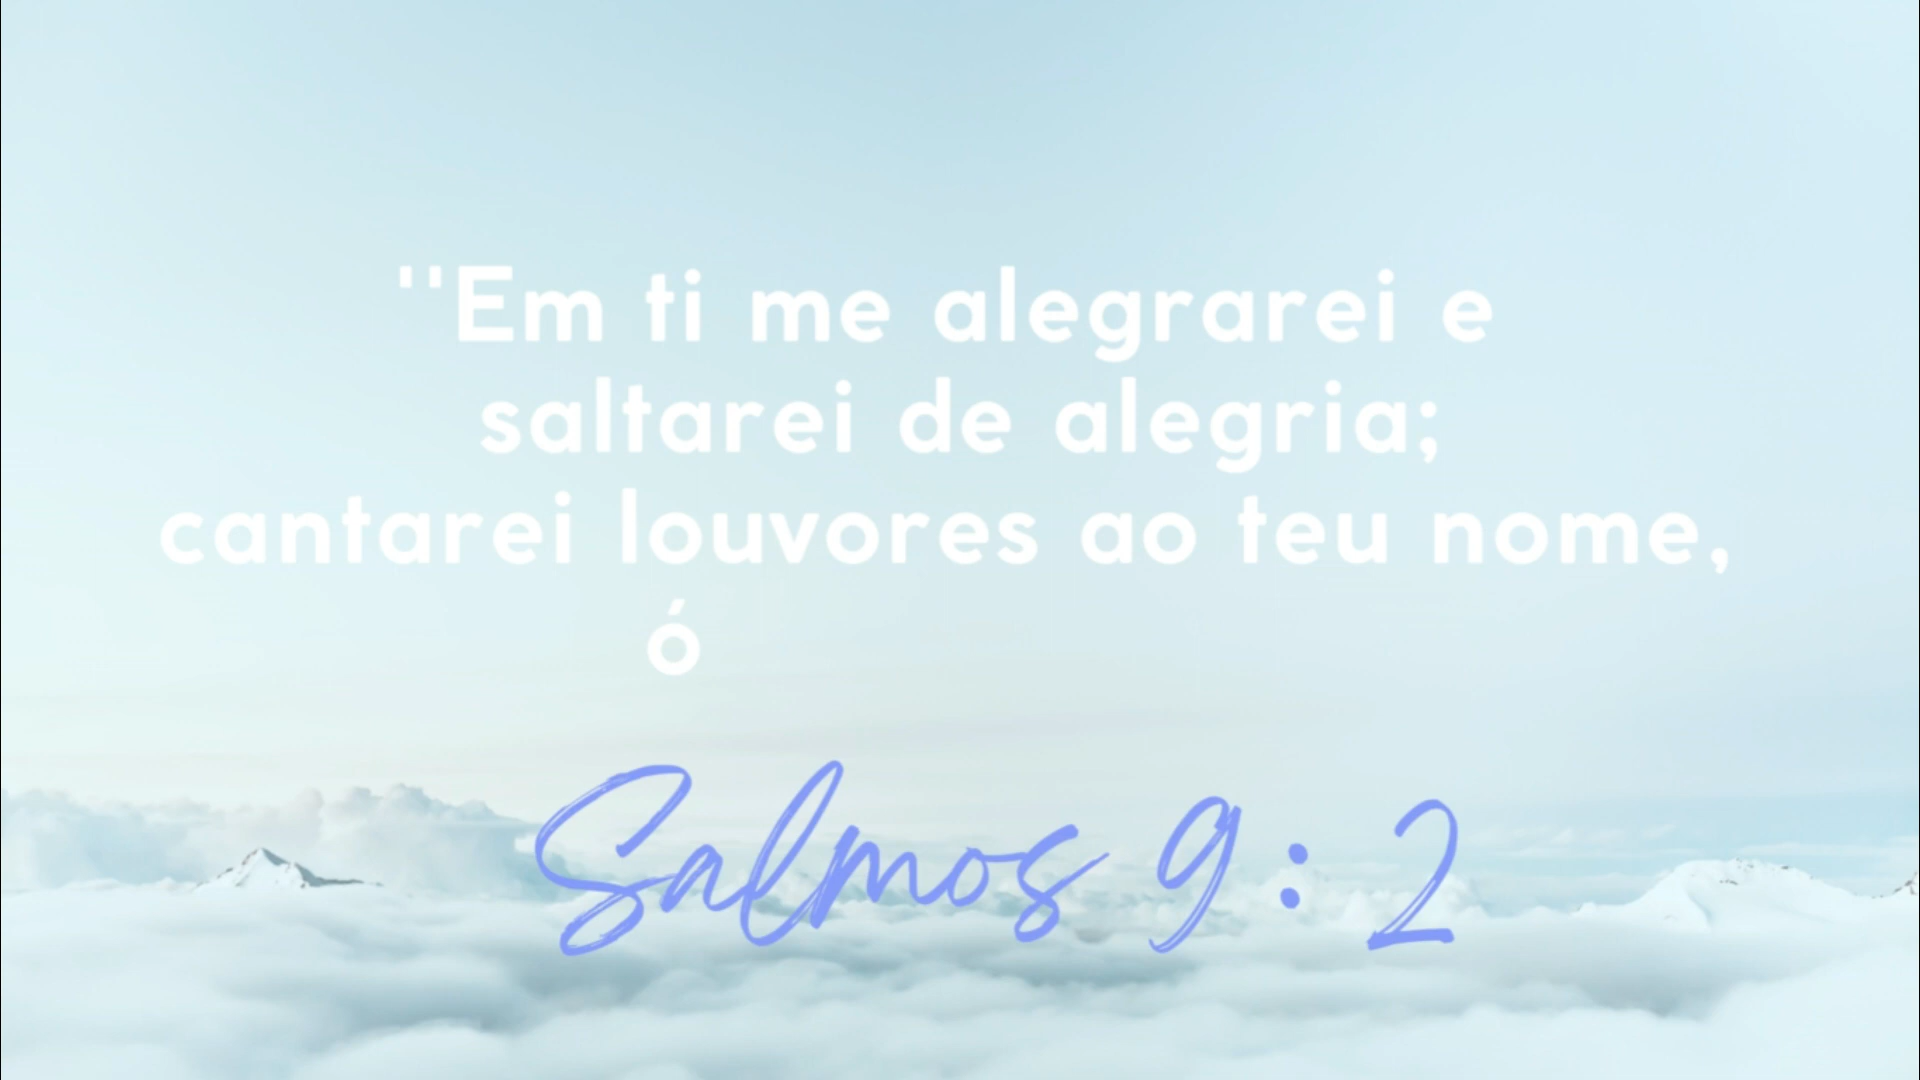 ''Em ti me alegrarei e
saltarei de alegria;
cantarei louvores ao teu nome,
ó
Salmos 9:2